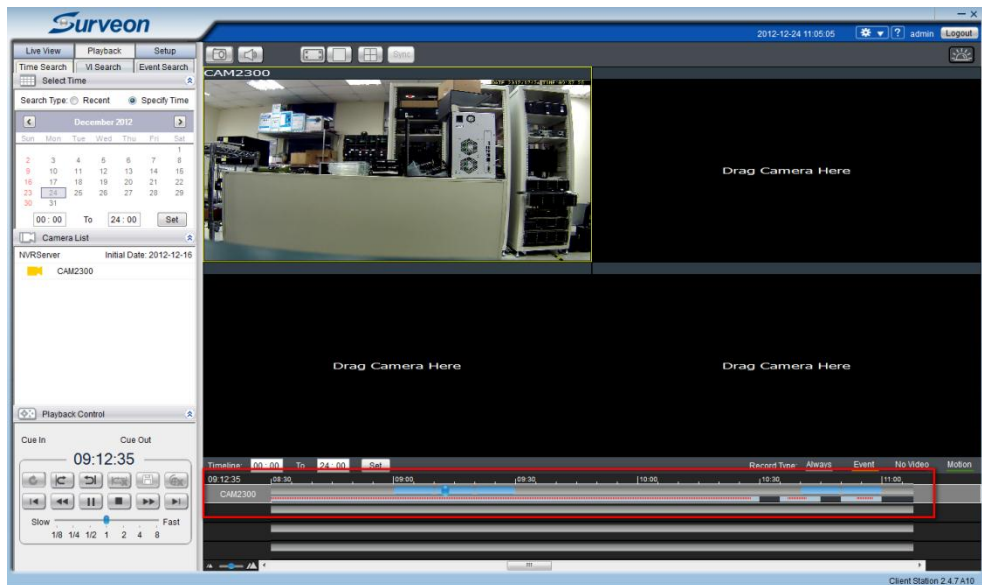 Surveon
2012-12-24 11:05:05 ? admin Logout
Live View Playback Setup
Time Search VI Search Event Search
Select Time
Search Type: Recent Specify Time
December 2012
Sun Mon Tue Wed Thu Fri Sat
1
2 3 4 5 6 7 8
9 10 11 12 13 14 15
16 17 18 19 20 21 22
23 24 25 26 27 28 29
30 31
00 : 00 To 24 : 00 Set
Camera List
NVRServer Initial Date: 2012-12-16
CAM2300
Playback Control
Cue In Cue Out
09:12:35
Slow Fast
1/8 1/4 1/2 1 2 4 8
Sync
CAM2300
Drag Camera Here
Drag Camera Here
Drag Camera Here
Timeline: 00 : 00 To 24 : 00 Set Record Type: Always Event No Video Motion
09:12:35 08:30 09:00 09:30 10:00 10:30 11:00
CAM2300
Client Station 2.4.7 A10